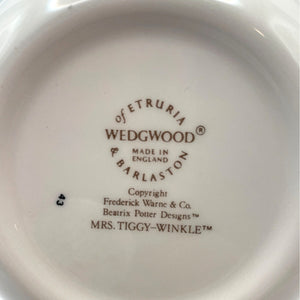 of ETRURIA
WEDGWOOD®
MADE IN
ENGLAND
& BARLASTON
43
Copyright
Frederick Warne & Co.
Beatrix Potter Designs™
MRS. TIGGY-WINKLE™